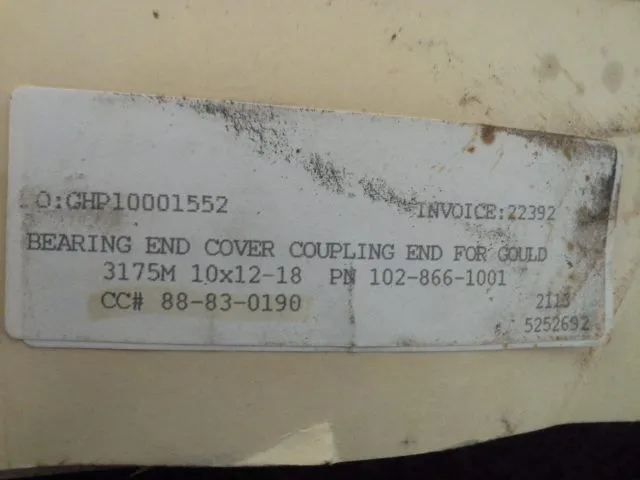 O:GHP10001552 INVOICE:22392
BEARING END COVER COUPLING END FOR GOULD
3175M 10x12-18 PN 102-866-1001
CC# 88-83-0190 2113
5252692